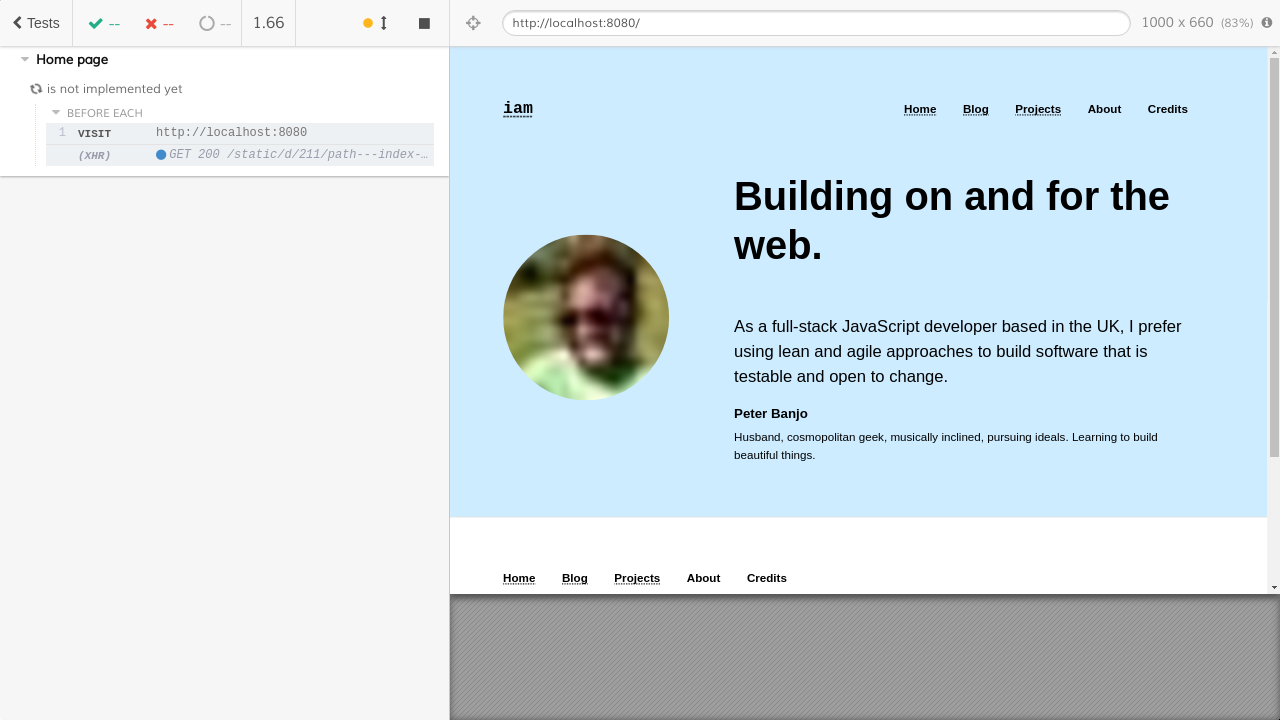 Tests
--
--
--
1.66
http://localhost:8080/
1000 x 660 (83%)
Home page
is not implemented yet
BEFORE EACH
1 VISIT http://localhost:8080
(XHR) GET 200 /static/d/211/path---index-…
iam
Home Blog Projects About Credits
Building on and for the
web.
As a full-stack JavaScript developer based in the UK, I prefer
using lean and agile approaches to build software that is
testable and open to change.
Peter Banjo
Husband, cosmopolitan geek, musically inclined, pursuing ideals. Learning to build
beautiful things.
Home Blog Projects About Credits